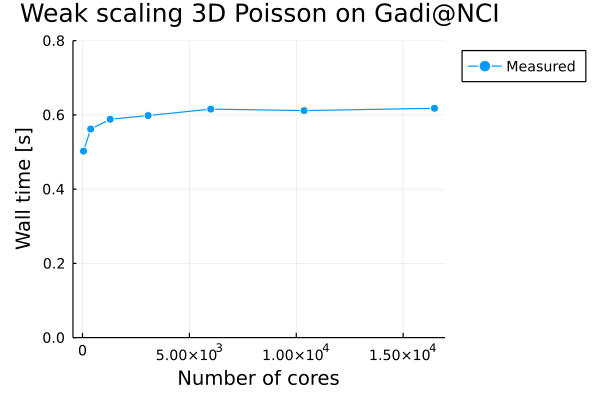 Weak scaling 3D Poisson on Gadi@NCI
Measured
Wall time [s]
0.8
0.6
0.4
0.2
0.0
0 5.00×10³ 1.00×10⁴ 1.50×10⁴
Number of cores